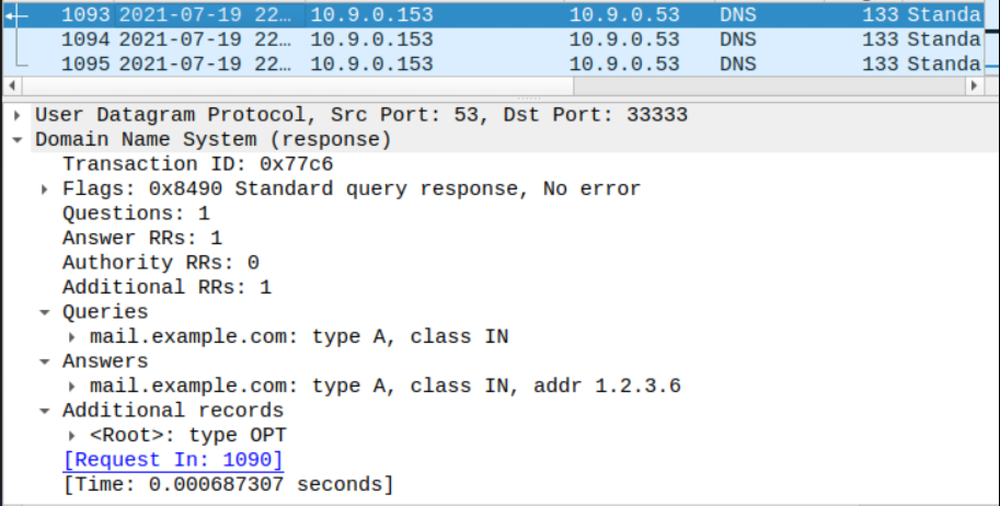 1093 2021-07-19 22… 10.9.0.153 10.9.0.53 DNS 133 Standa
1094 2021-07-19 22… 10.9.0.153 10.9.0.53 DNS 133 Standa
1095 2021-07-19 22… 10.9.0.153 10.9.0.53 DNS 133 Standa
User Datagram Protocol, Src Port: 53, Dst Port: 33333
Domain Name System (response)
Transaction ID: 0x77c6
Flags: 0x8490 Standard query response, No error
Questions: 1
Answer RRs: 1
Authority RRs: 0
Additional RRs: 1
Queries
mail.example.com: type A, class IN
Answers
mail.example.com: type A, class IN, addr 1.2.3.6
Additional records
<Root>: type OPT
[Request In: 1090]
[Time: 0.000687307 seconds]